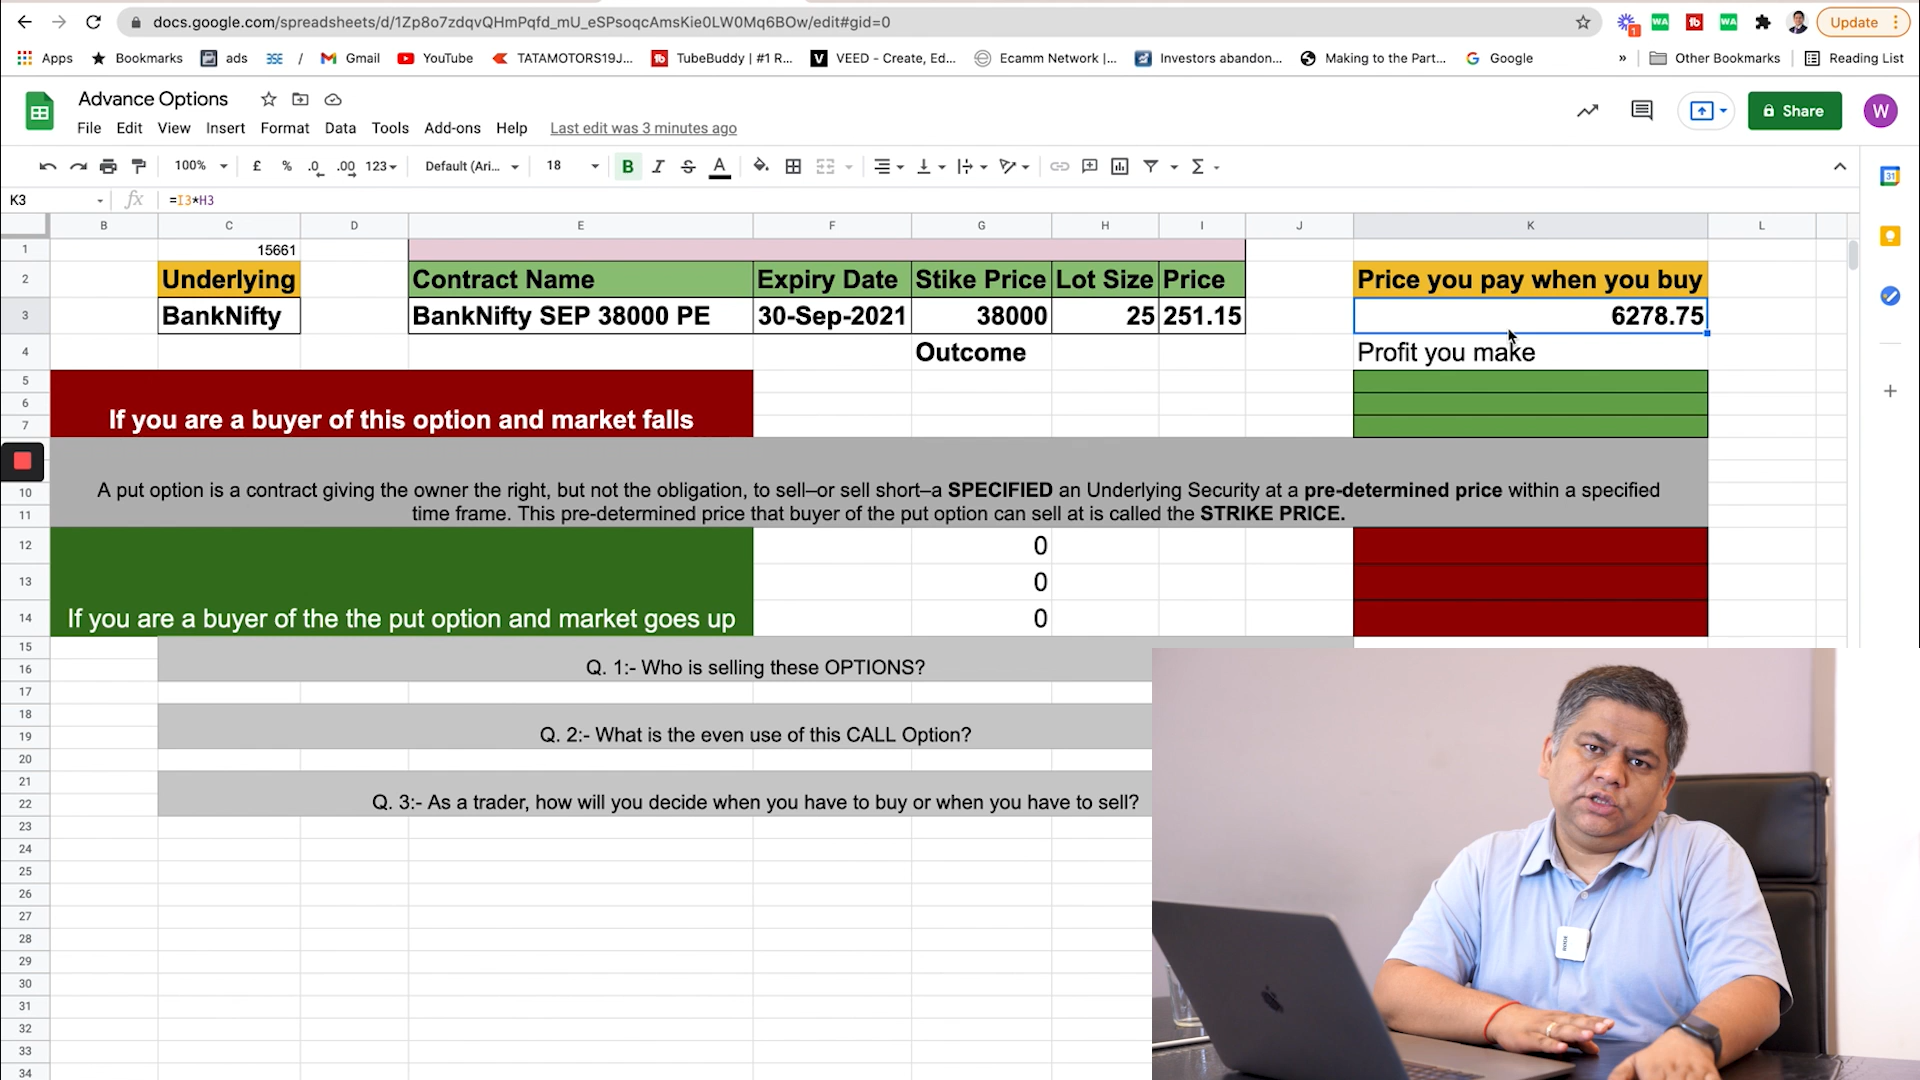 docs.google.com/spreadsheets/d/1Zp8o7zdqvQHmPqfd_mU_eSPsoqcAmsKie0LW0Mq6BOw/edit#gid=0
WA
WA
1
Update
Apps
Bookmarks
ads
/
Gmail
YouTube
TATAMOTORS19J...
TubeBuddy | #1 R...
VEED - Create, Ed...
Ecamm Network |...
Investors abandon...
Making to the Part...
Google
»
Other Bookmarks
Reading List
Advance Options
File Edit View Insert Format Data Tools Add-ons Help Last edit was 3 minutes ago
Share
W
100% £ % .0 .00 123 Default (Ari... 18 B I S A Σ
31
K3 fx =I3*H3
B C D E F G H I J K L
1 15661
2 Underlying Contract Name Expiry Date Stike Price Lot Size Price Price you pay when you buy
3 BankNifty BankNifty SEP 38000 PE 30-Sep-2021 38000 25 251.15 6278.75
4 Outcome Profit you make
5
6
7 If you are a buyer of this option and market falls
10 A put option is a contract giving the owner the right, but not the obligation, to sell–or sell short–a SPECIFIED an Underlying Security at a pre-determined price within a specified
11 time frame. This pre-determined price that buyer of the put option can sell at is called the STRIKE PRICE.
12 0
13 0
14 If you are a buyer of the the put option and market goes up 0
15
16 Q. 1:- Who is selling these OPTIONS?
17
18
19 Q. 2:- What is the even use of this CALL Option?
20
21
22 Q. 3:- As a trader, how will you decide when you have to buy or when you have to sell?
23
24
25
26
27
28
29
30
31
32
33
34
RODE